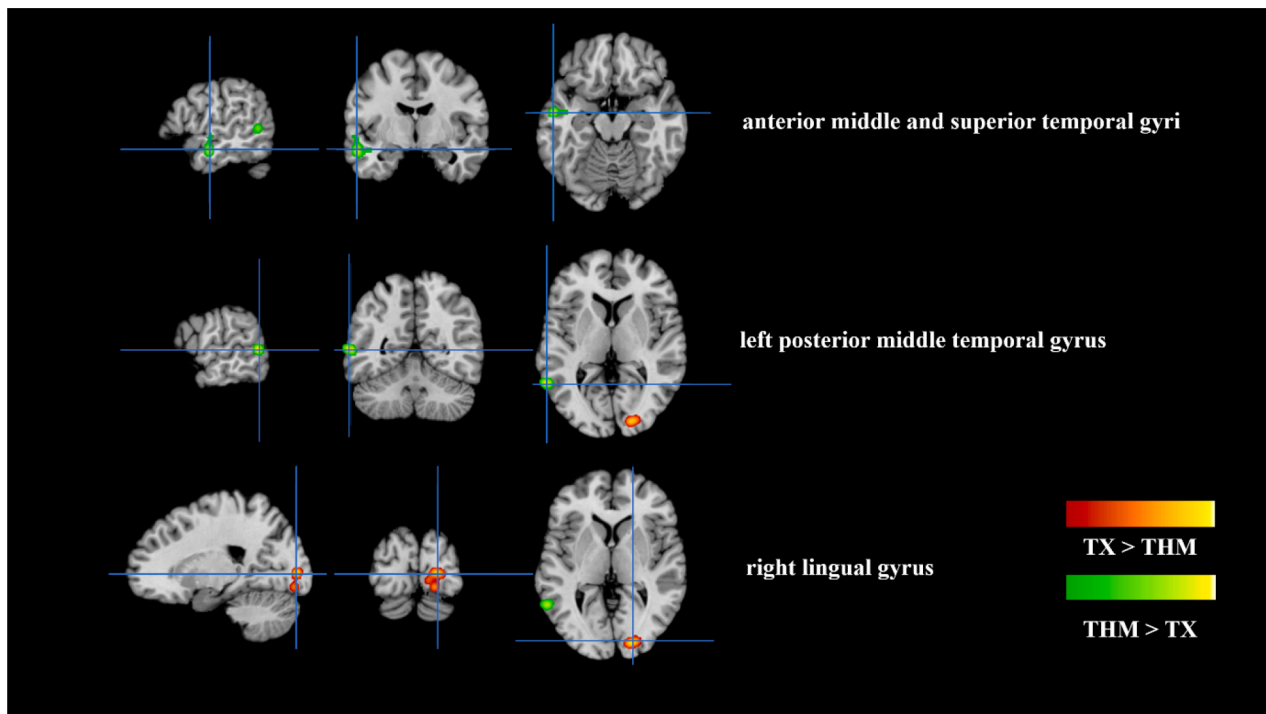 anterior middle and superior temporal gyri
left posterior middle temporal gyrus
right lingual gyrus
TX > THM
THM > TX